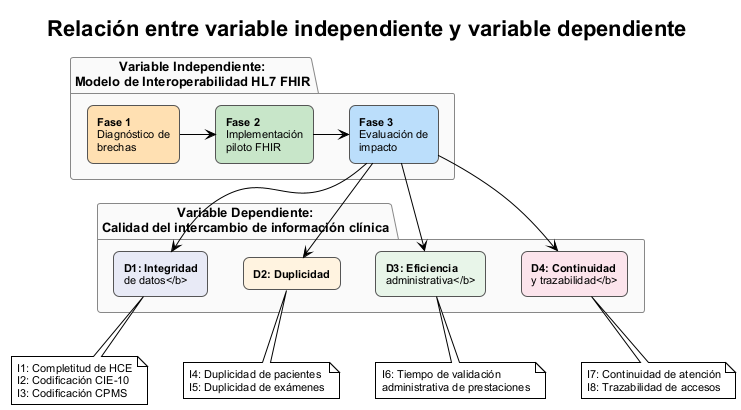 Relación entre variable independiente y variable dependiente
Variable Independiente:
Modelo de Interoperabilidad HL7 FHIR
Fase 1
Diagnóstico de
brechas
Fase 2
Implementación
piloto FHIR
Fase 3
Evaluación de
impacto
Variable Dependiente:
Calidad del intercambio de información clínica
D1: Integridad
de datos</b>
D2: Duplicidad
D3: Eficiencia
administrativa</b>
D4: Continuidad
y trazabilidad</b>
I1: Completitud de HCE
I2: Codificación CIE-10
I3: Codificación CPMS
I4: Duplicidad de pacientes
I5: Duplicidad de exámenes
I6: Tiempo de validación
administrativa de prestaciones
I7: Continuidad de atención
I8: Trazabilidad de accesos